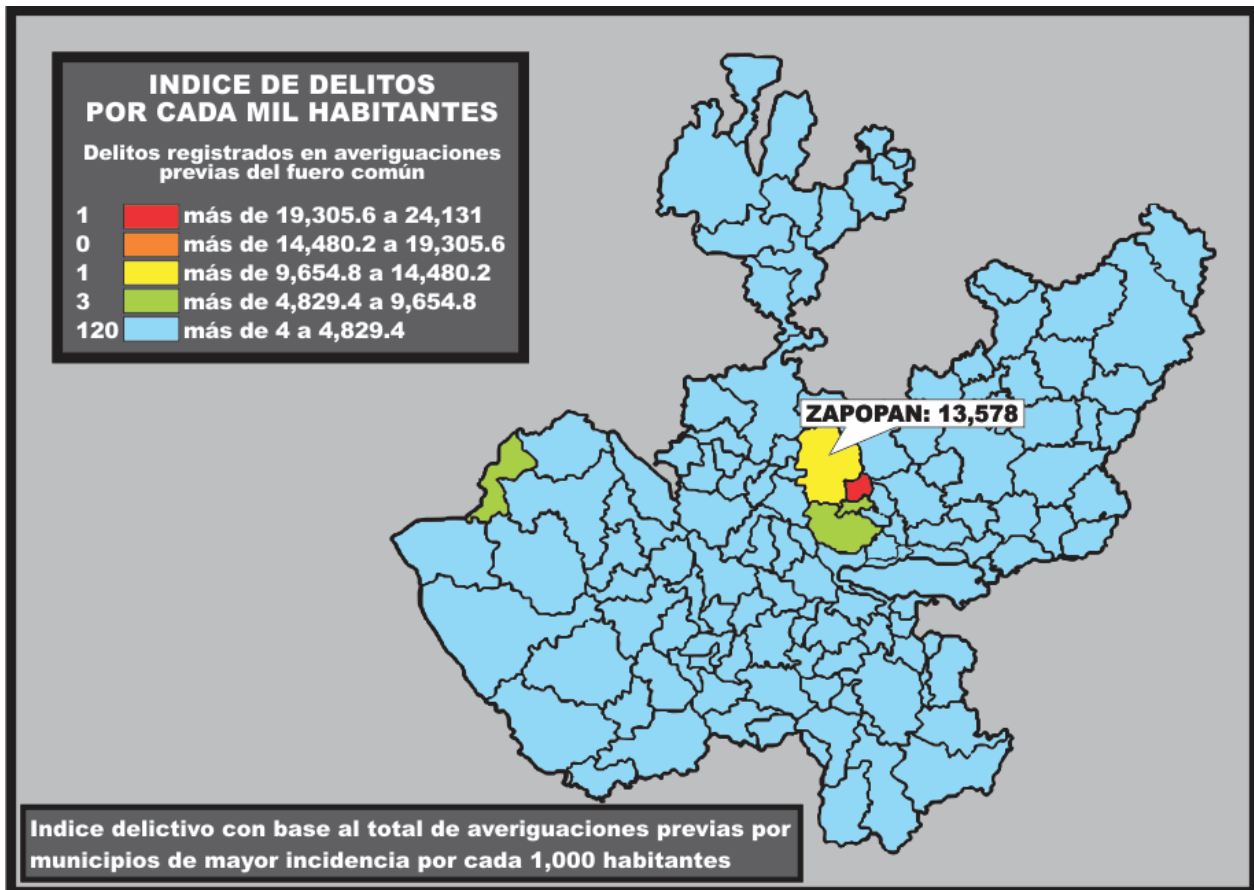 INDICE DE DELITOS
POR CADA MIL HABITANTES
Delitos registrados en averiguaciones
previas del fuero común
1 más de 19,305.6 a 24,131
0 más de 14,480.2 a 19,305.6
1 más de 9,654.8 a 14,480.2
3 más de 4,829.4 a 9,654.8
120 más de 4 a 4,829.4
ZAPOPAN: 13,578
Indice delictivo con base al total de averiguaciones previas por
municipios de mayor incidencia por cada 1,000 habitantes